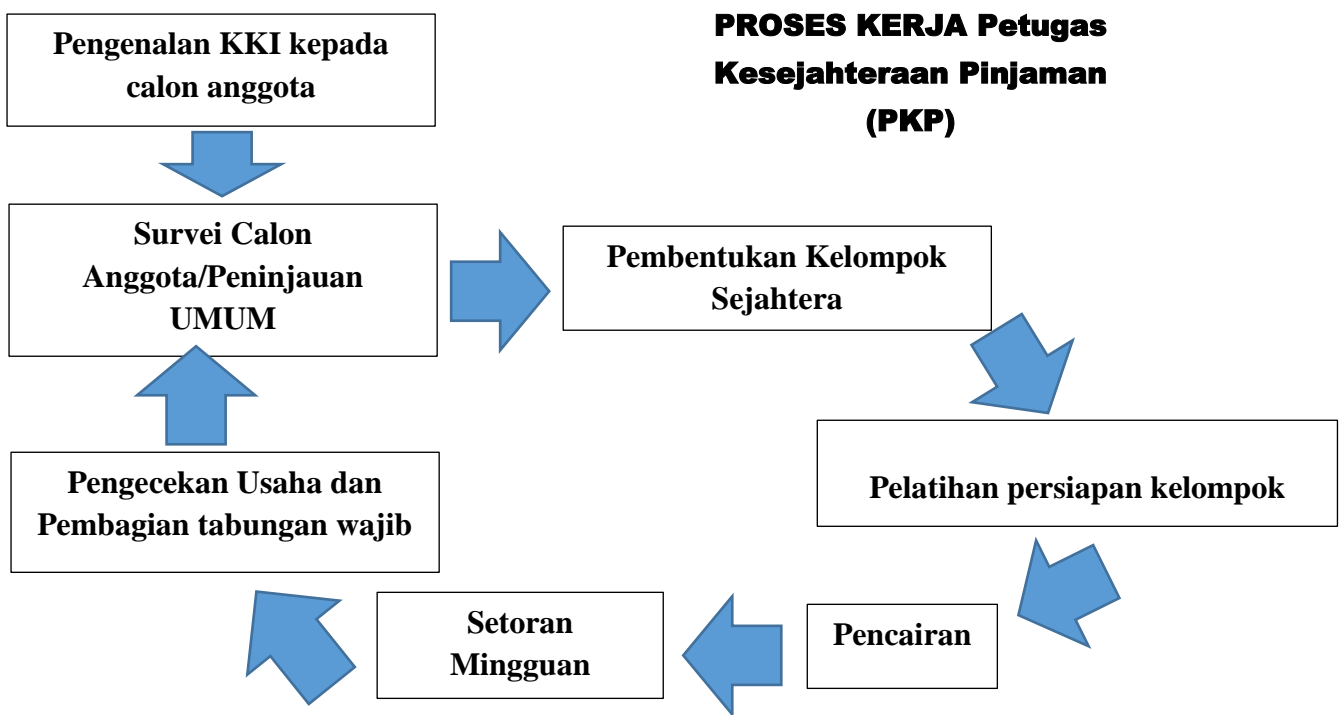 PROSES KERJA Petugas
Kesejahteraan Pinjaman
(PKP)
Pengenalan KKI kepada
calon anggota
Survei Calon
Anggota/Peninjauan
UMUM
Pembentukan Kelompok
Sejahtera
Pelatihan persiapan kelompok
Pencairan
Setoran
Mingguan
Pengecekan Usaha dan
Pembagian tabungan wajib